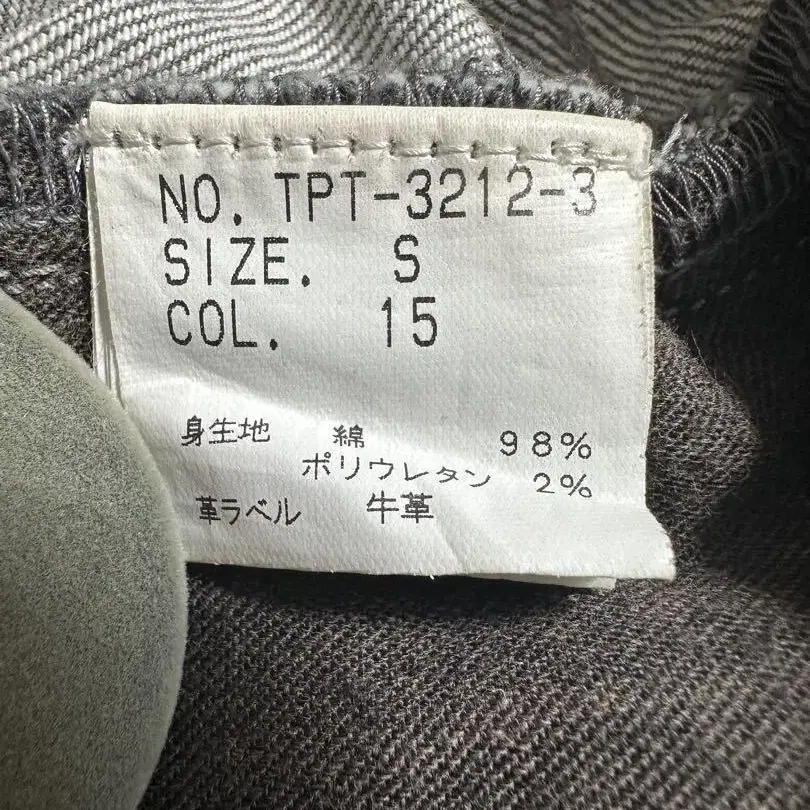 NO. TPT-3212-3
SIZE. S
COL. 15
身生地 綿 98%
ポリウレタン 2%
革ラベル 牛革